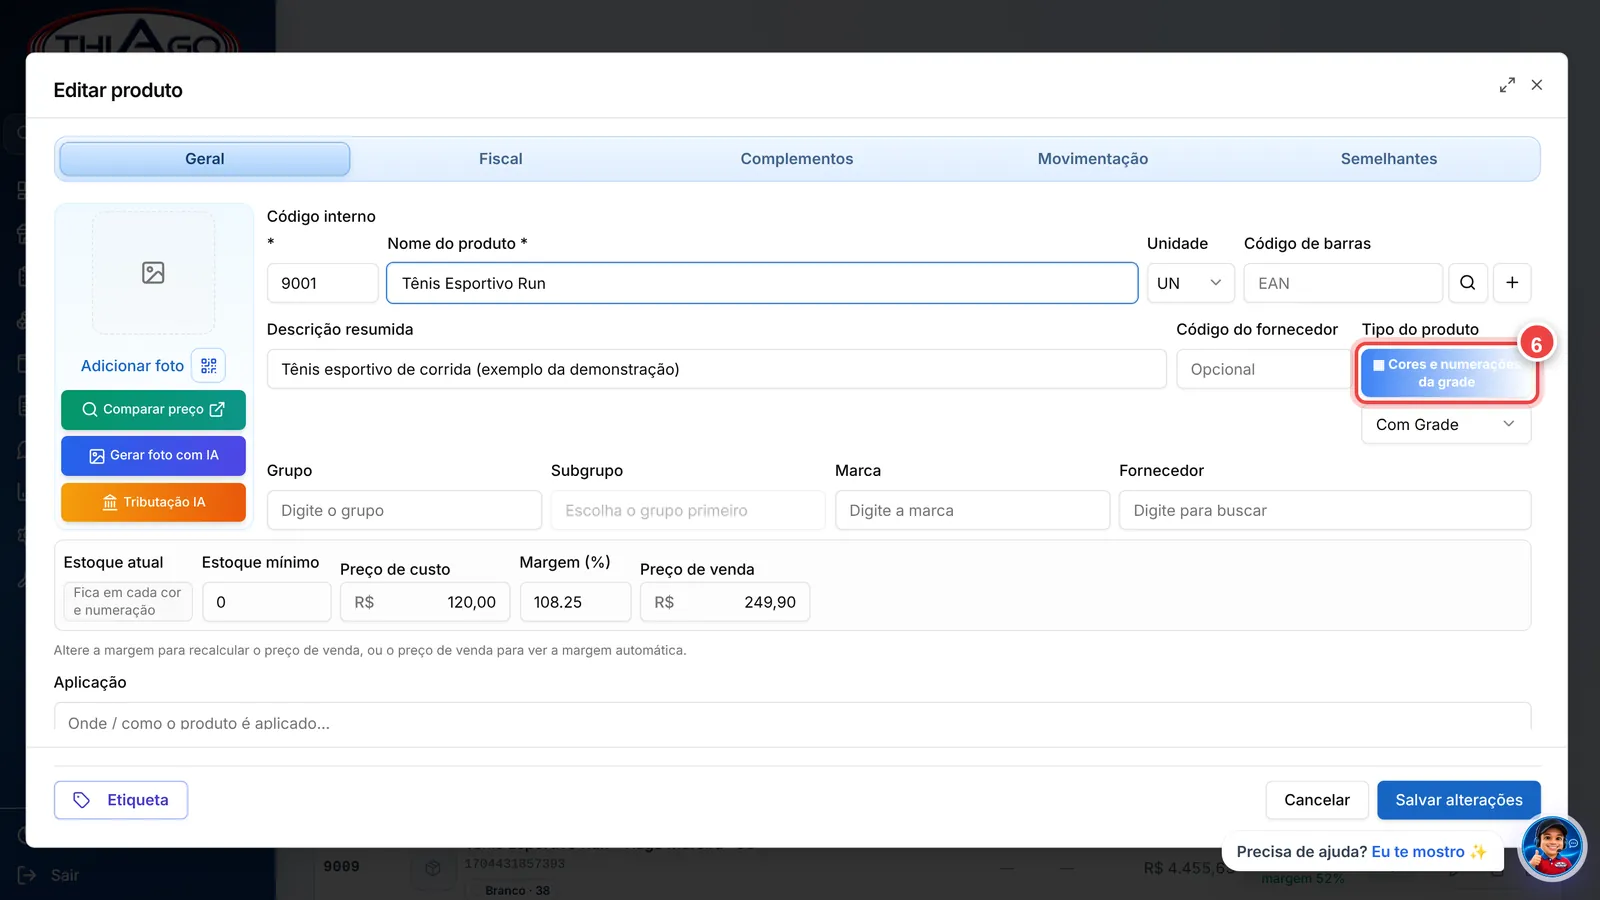 THIAGO
Editar produto
Geral
Fiscal
Complementos
Movimentação
Semelhantes
Código interno
*
Nome do produto *
Unidade
Código de barras
9001
Tênis Esportivo Run
UN
EAN
Descrição resumida
Código do fornecedor
Tipo do produto
6
Tênis esportivo de corrida (exemplo da demonstração)
Opcional
Cores e numerações
da grade
Com Grade
Adicionar foto
Comparar preço
Gerar foto com IA
Tributação IA
Grupo
Subgrupo
Marca
Fornecedor
Digite o grupo
Escolha o grupo primeiro
Digite a marca
Digite para buscar
Estoque atual
Estoque mínimo
Preço de custo
Margem (%)
Preço de venda
Fica em cada cor
e numeração
0
R$ 120,00
108.25
R$ 249,90
Altere a margem para recalcular o preço de venda, ou o preço de venda para ver a margem automática.
Aplicação
Onde / como o produto é aplicado...
Etiqueta
Cancelar
Salvar alterações
Precisa de ajuda? Eu te mostro ✨
Sair
9009
1704431857393
Branco · 38
margem 52%